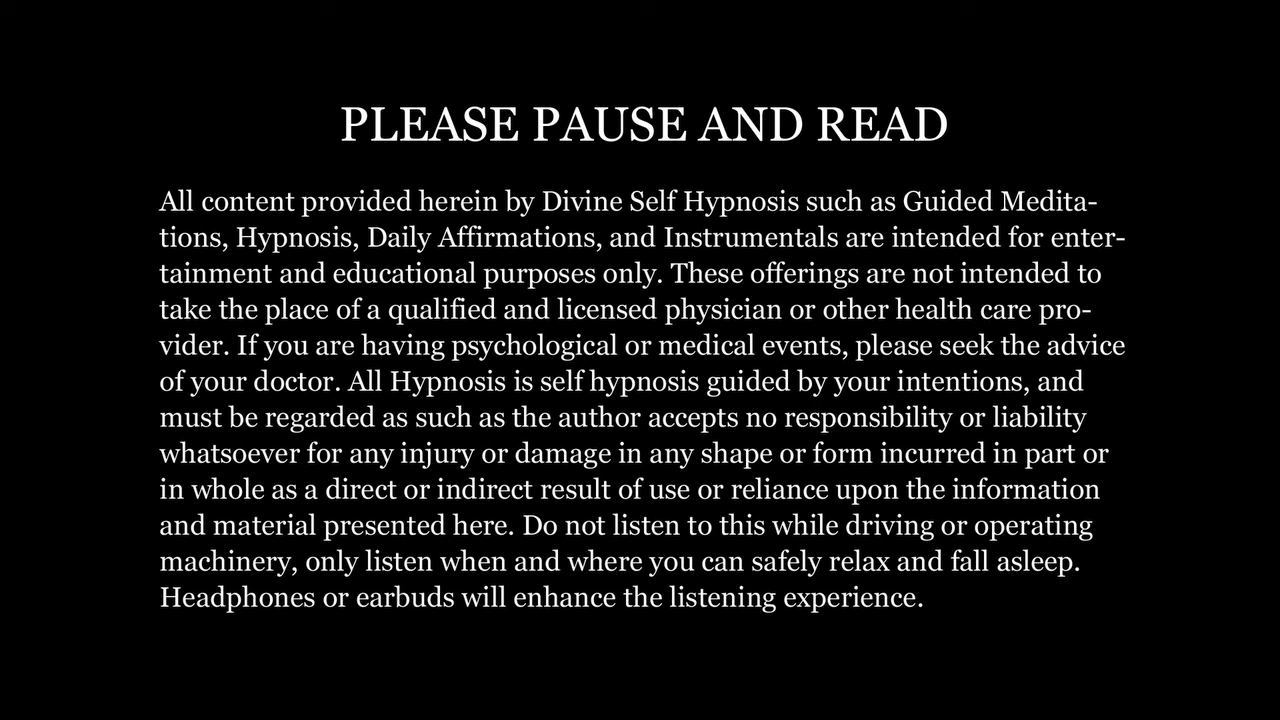 PLEASE PAUSE AND READ
All content provided herein by Divine Self Hypnosis such as Guided Medita-
tions, Hypnosis, Daily Affirmations, and Instrumentals are intended for enter-
tainment and educational purposes only. These offerings are not intended to
take the place of a qualified and licensed physician or other health care pro-
vider. If you are having psychological or medical events, please seek the advice
of your doctor. All Hypnosis is self hypnosis guided by your intentions, and
must be regarded as such as the author accepts no responsibility or liability
whatsoever for any injury or damage in any shape or form incurred in part or
in whole as a direct or indirect result of use or reliance upon the information
and material presented here. Do not listen to this while driving or operating
machinery, only listen when and where you can safely relax and fall asleep.
Headphones or earbuds will enhance the listening experience.